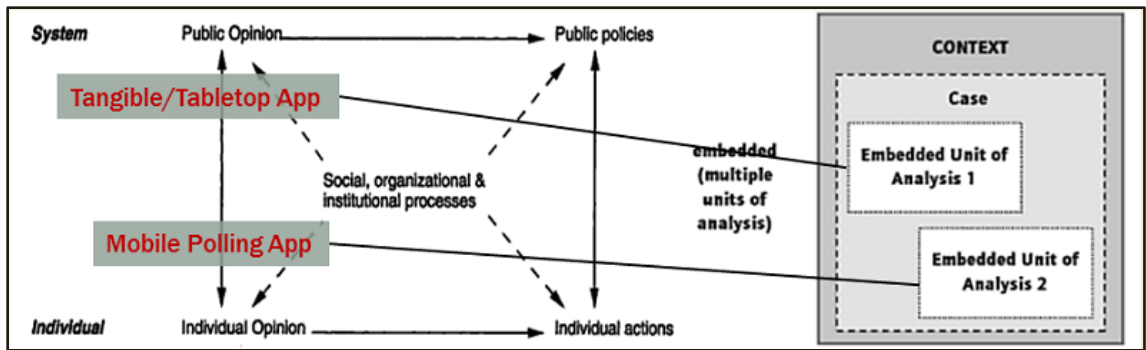 System
Public Opinion
Public policies
Tangible/Tabletop App
Social, organizational &
institutional processes
Mobile Polling App
Individual
Individual Opinion
Individual actions
embedded
(multiple
units of
analysis)
CONTEXT
Case
Embedded Unit of
Analysis 1
Embedded Unit of
Analysis 2